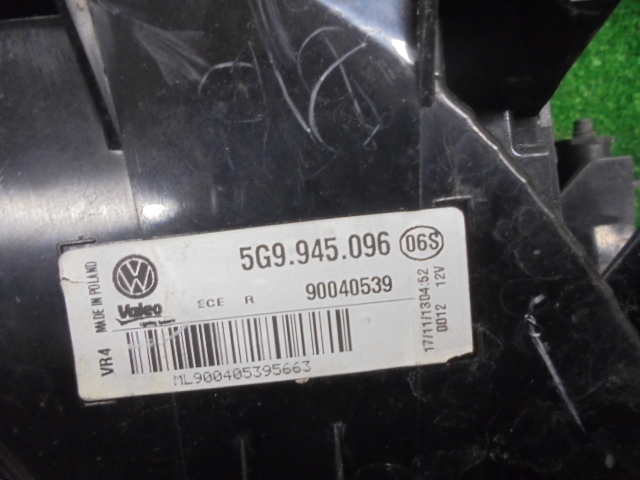 5G9.945.096 06S
VW
Valeo
MADE IN POLAND
VR4
ECE R 90040539
ML900405395663
17/11/13 04:52
0012 12V